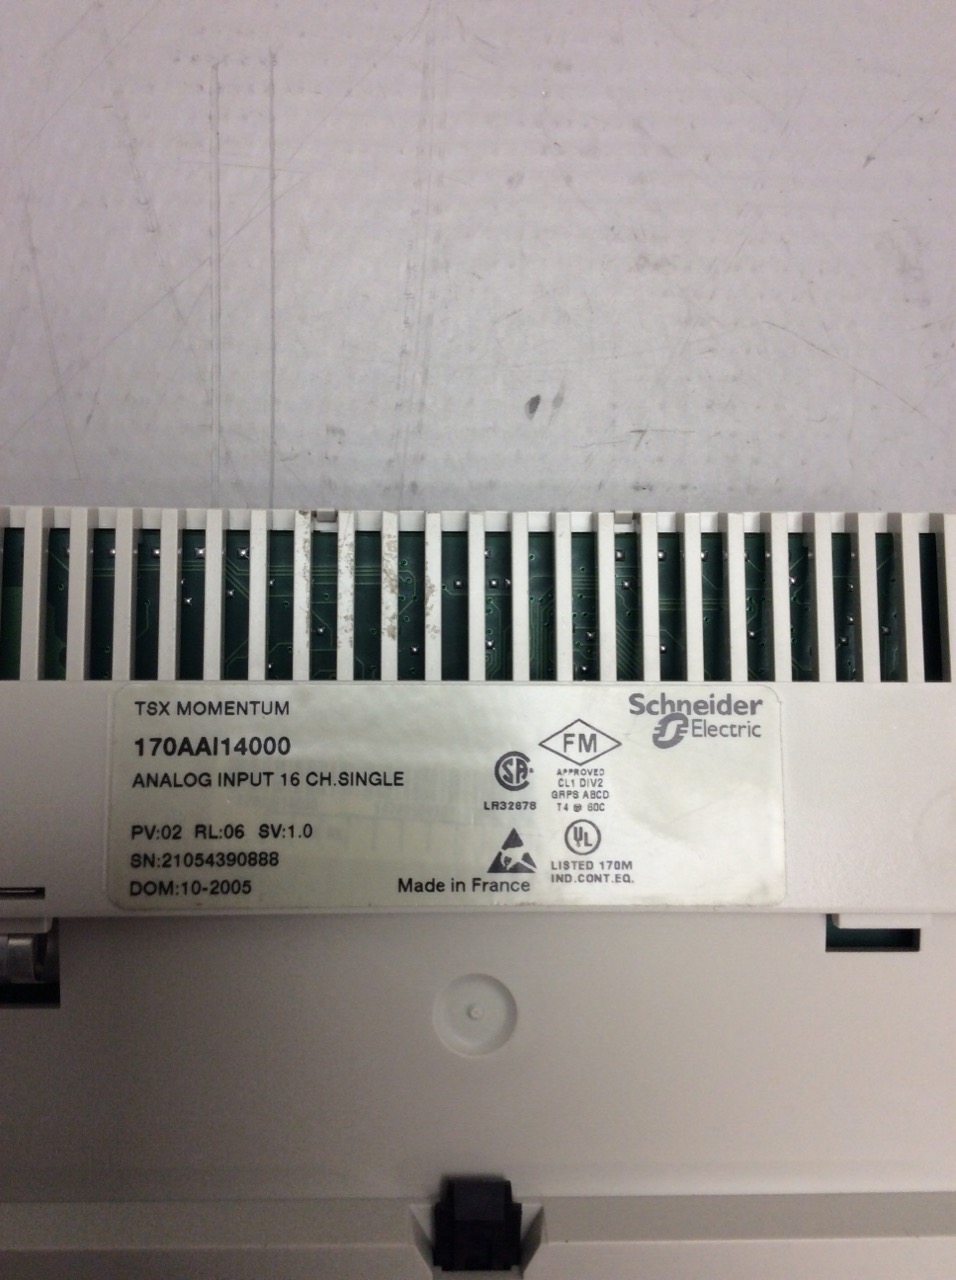 TSX MOMENTUM
170AAI14000
ANALOG INPUT 16 CH.SINGLE
PV:02 RL:06 SV:1.0
SN:21054390888
DOM:10-2005
Made in France
SA
LR32678
FM
APPROVED
CL1 DIV2
GRPS ABCD
T4 @ 60C
UL
LISTED 170M
IND.CONT.EQ.
Schneider
Electric